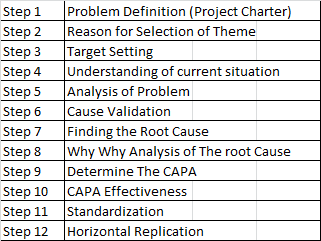 Step 1 Problem Definition (Project Charter)
Step 2 Reason for Selection of Theme
Step 3 Target Setting
Step 4 Understanding of current situation
Step 5 Analysis of Problem
Step 6 Cause Validation
Step 7 Finding the Root Cause
Step 8 Why Why Analysis of The root Cause
Step 9 Determine The CAPA
Step 10 CAPA Effectiveness
Step 11 Standardization
Step 12 Horizontal Replication